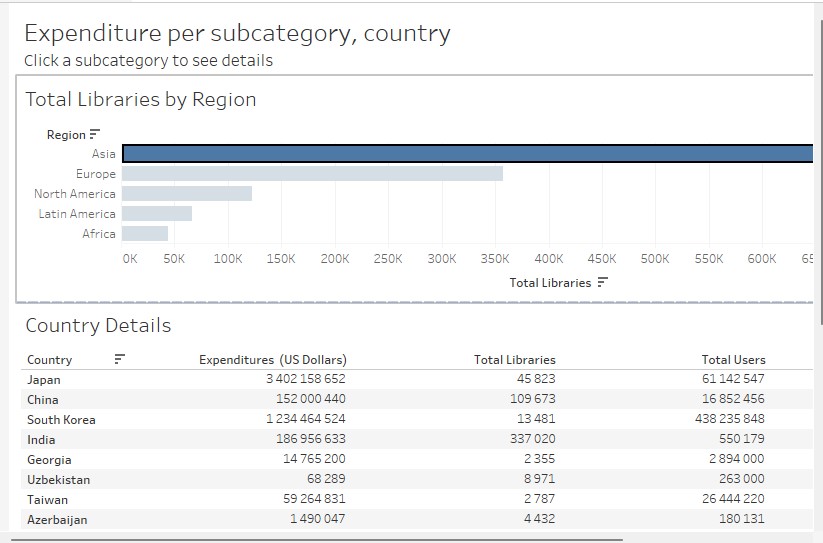 Expenditure per subcategory, country
Click a subcategory to see details
Total Libraries by Region
Region
Asia
Europe
North America
Latin America
Africa
0K 50K 100K 150K 200K 250K 300K 350K 400K 450K 500K 550K 600K 65
Total Libraries
Country Details
Country Expenditures (US Dollars) Total Libraries Total Users
Japan 3 402 158 652 45 823 61 142 547
China 152 000 440 109 673 16 852 456
South Korea 1 234 464 524 13 481 438 235 848
India 186 956 633 337 020 550 179
Georgia 14 765 200 2 355 2 894 000
Uzbekistan 68 289 8 971 263 000
Taiwan 59 264 831 2 787 26 444 220
Azerbaijan 1 490 047 4 432 180 131